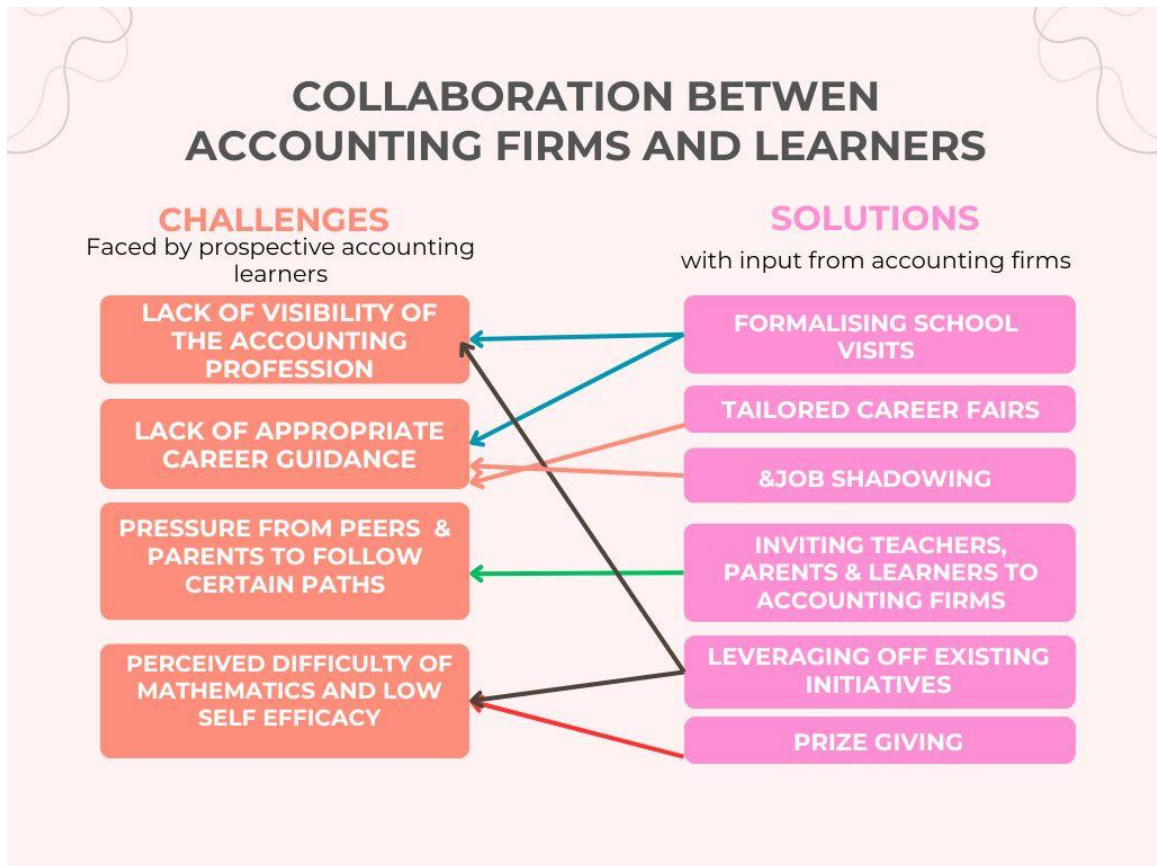 COLLABORATION BETWEN
ACCOUNTING FIRMS AND LEARNERS
CHALLENGES
Faced by prospective accounting
learners
LACK OF VISIBILITY OF
THE ACCOUNTING
PROFESSION
LACK OF APPROPRIATE
CAREER GUIDANCE
PRESSURE FROM PEERS &
PARENTS TO FOLLOW
CERTAIN PATHS
PERCEIVED DIFFICULTY OF
MATHEMATICS AND LOW
SELF EFFICACY
SOLUTIONS
with input from accounting firms
FORMALISING SCHOOL
VISITS
TAILORED CAREER FAIRS
&JOB SHADOWING
INVITING TEACHERS,
PARENTS & LEARNERS TO
ACCOUNTING FIRMS
LEVERAGING OFF EXISTING
INITIATIVES
PRIZE GIVING